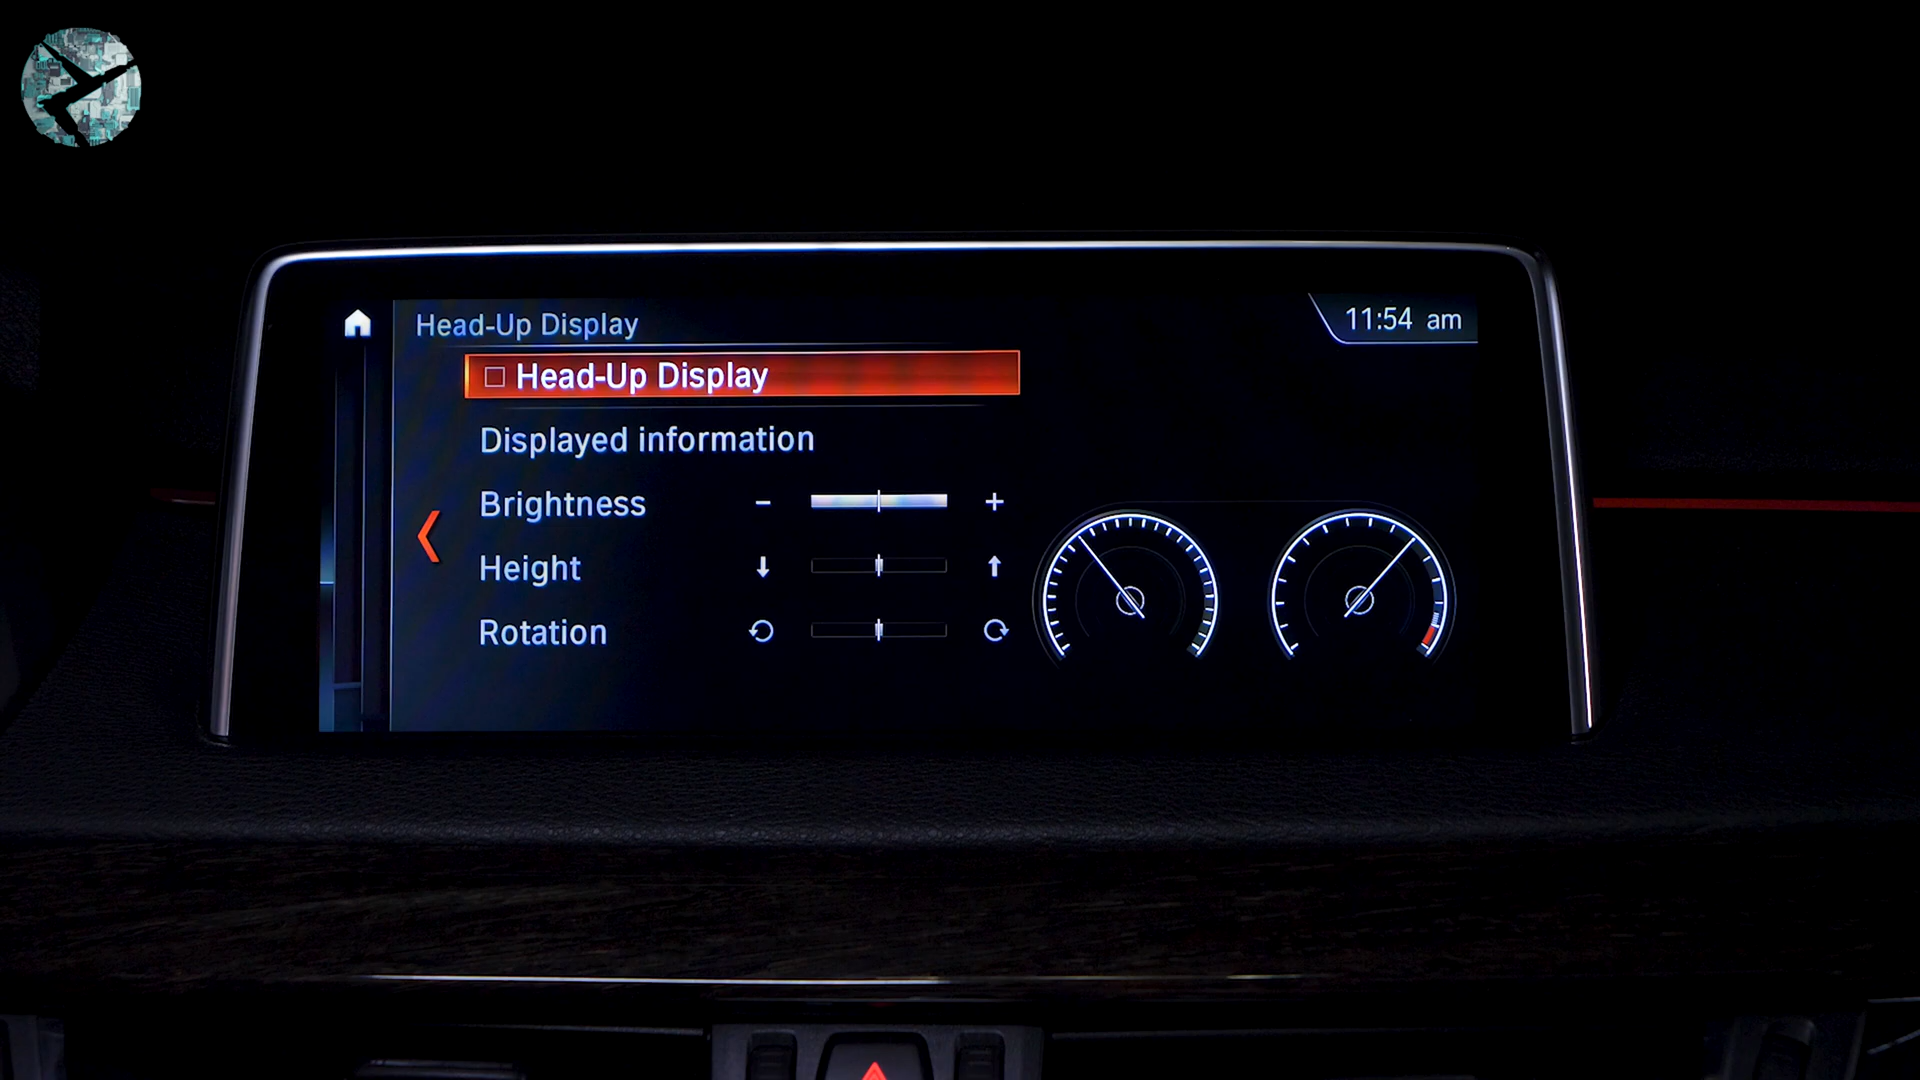 Head-Up Display
11:54 am
Head-Up Display
Displayed information
Brightness - +
Height
Rotation